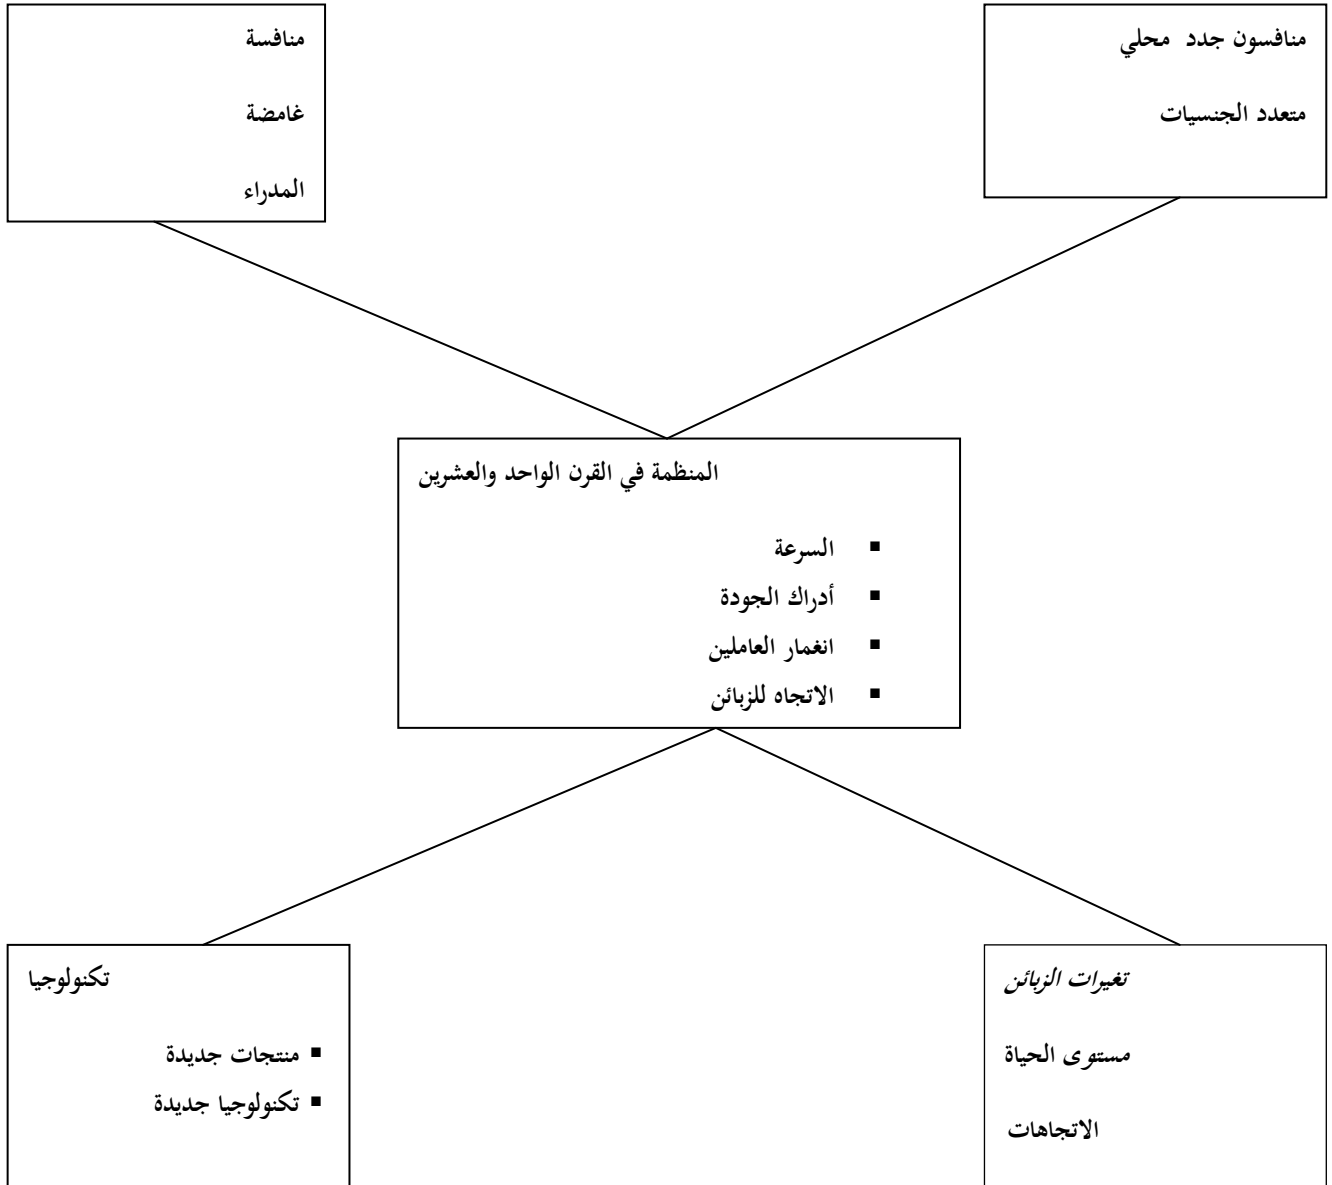 منافسون جدد محلي
متعدد الجنسيات
منافسة
غامضة
المدراء
المنظمة في القرن الواحد والعشرين
▪ السرعة
▪ أدراك الجودة
▪ انغمار العاملين
▪ الاتجاه للزبائن
تغيرات الزبائن
مستوى الحياة
الاتجاهات
تكنولوجيا
▪ منتجات جديدة
▪ تكنولوجيا جديدة